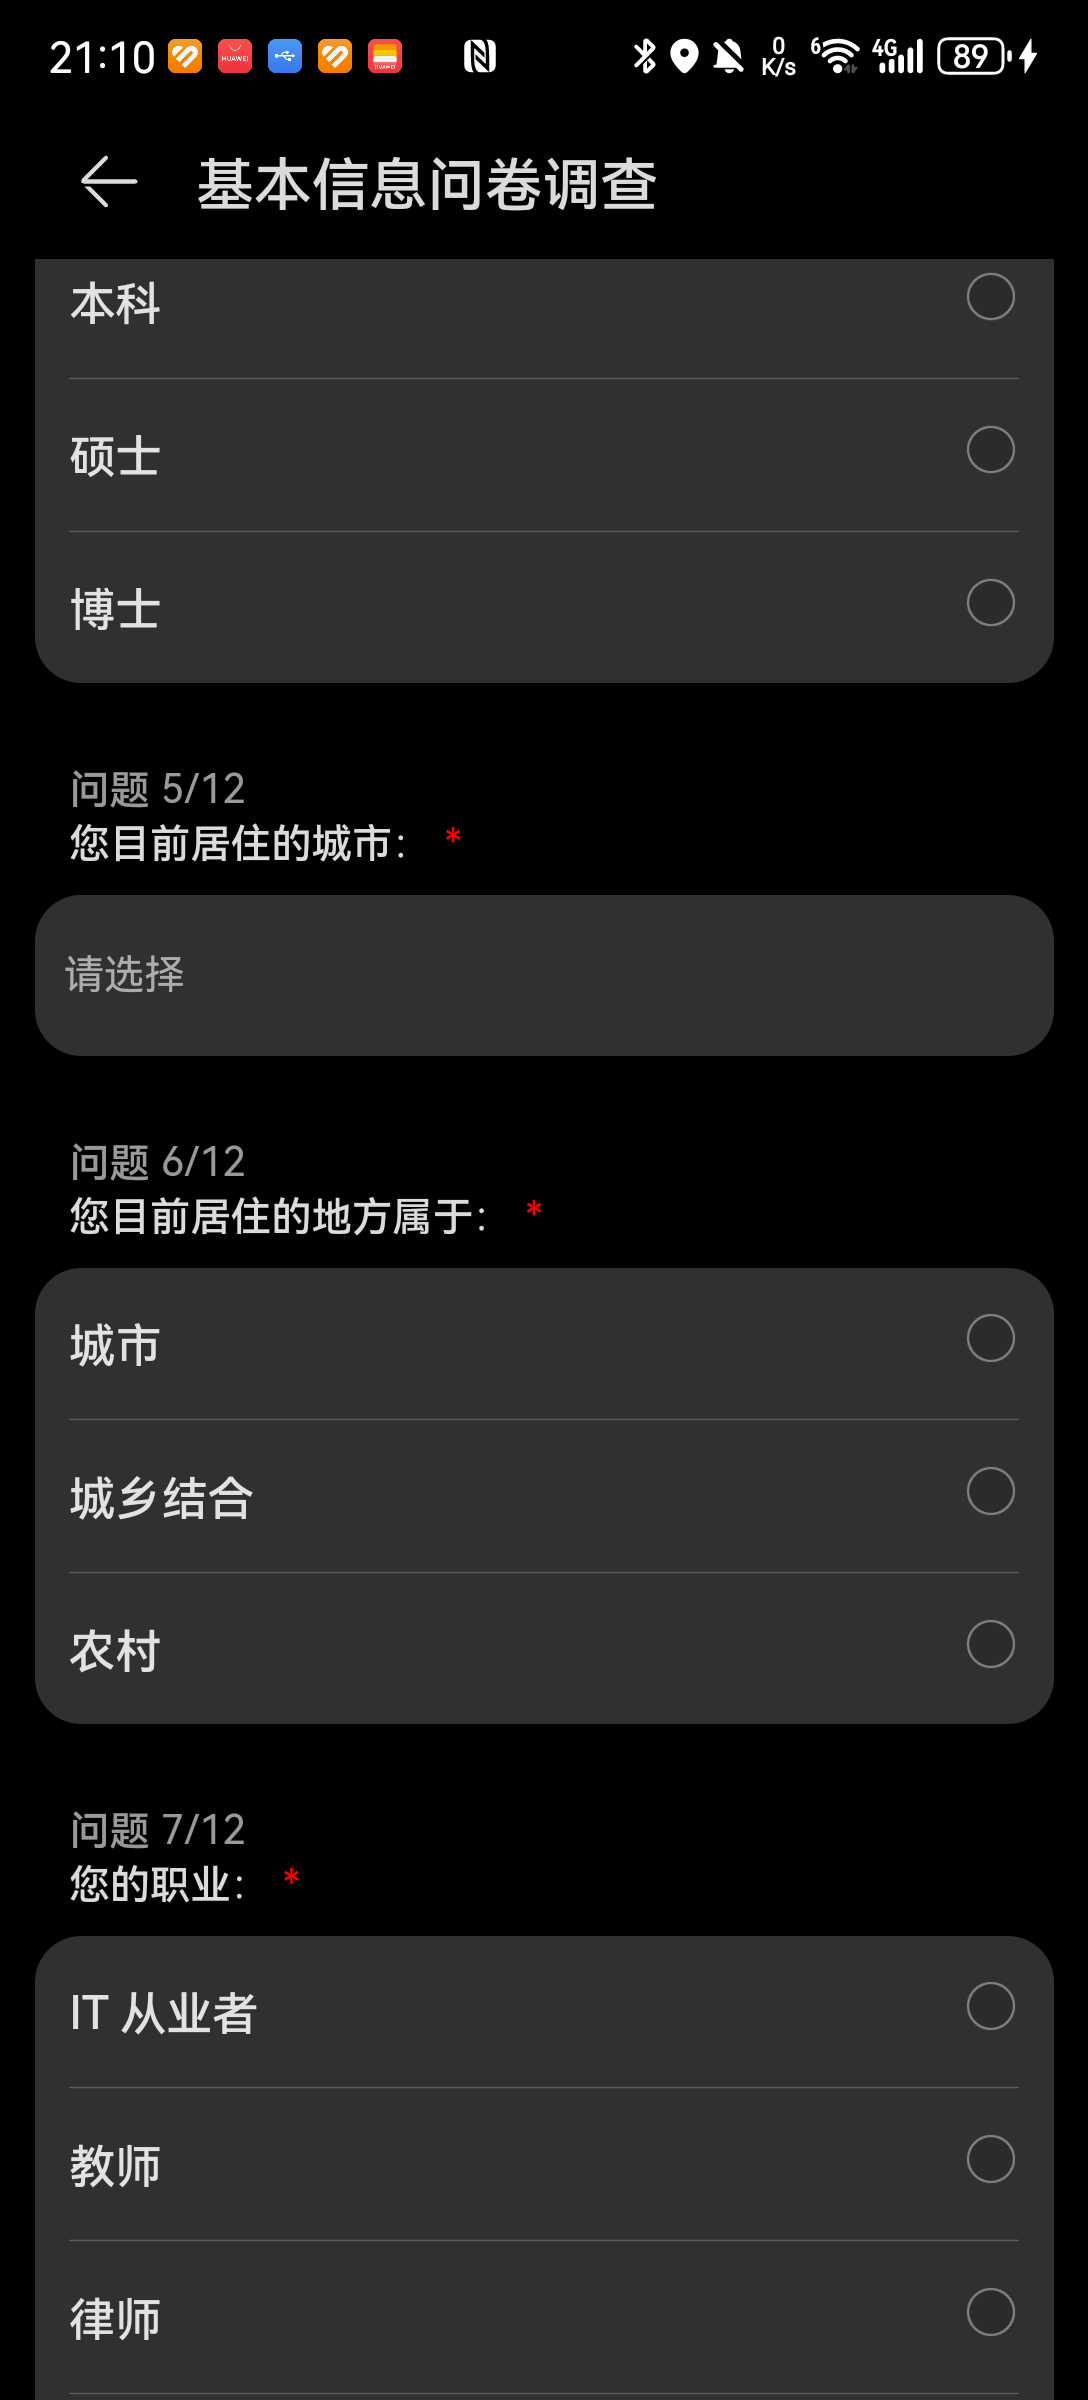 21:10
0 K/s
6
4G
89
基本信息问卷调查
本科
硕士
博士
问题 5/12
您目前居住的城市： *
请选择
问题 6/12
您目前居住的地方属于： *
城市
城乡结合
农村
问题 7/12
您的职业： *
IT 从业者
教师
律师